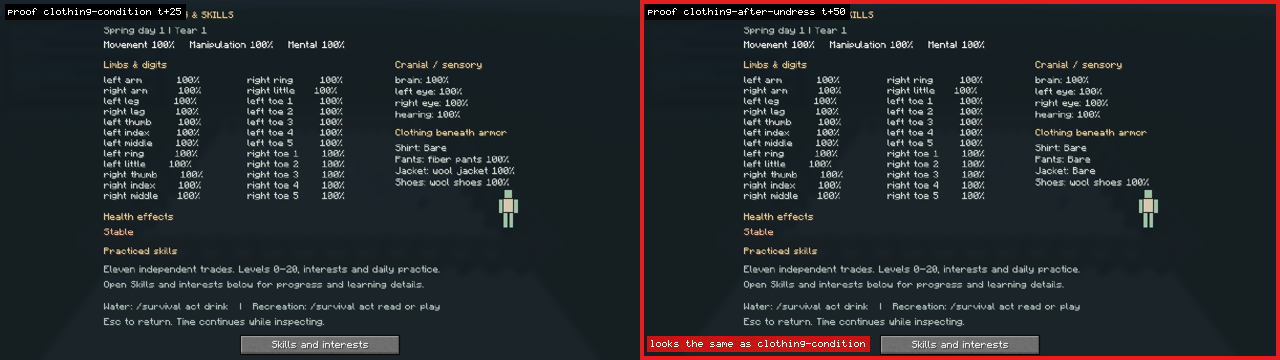 proof clothing-condition t+25
& SKILLS
Spring day 1 | Year 1
Movement 100% Manipulation 100% Mental 100%
Limbs & digits
left arm 100%
right arm 100%
left leg 100%
right leg 100%
left thumb 100%
left index 100%
left middle 100%
left ring 100%
left little 100%
right thumb 100%
right index 100%
right middle 100%
right ring 100%
right little 100%
left toe 1 100%
left toe 2 100%
left toe 3 100%
left toe 4 100%
left toe 5 100%
right toe 1 100%
right toe 2 100%
right toe 3 100%
right toe 4 100%
right toe 5 100%
Cranial / sensory
brain: 100%
left eye: 100%
right eye: 100%
hearing: 100%
Clothing beneath armor
Shirt: Bare
Pants: fiber pants 100%
Jacket: wool jacket 100%
Shoes: wool shoes 100%
Health effects
Stable
Practiced skills
Eleven independent trades. Levels 0-20, interests and daily practice.
Open Skills and interests below for progress and learning details.
Water: /survival act drink | Recreation: /survival act read or play
Esc to return. Time continues while inspecting.
Skills and interests
proof clothing-after-undress t+50
KILLS
Spring day 1 | Year 1
Movement 100% Manipulation 100% Mental 100%
Limbs & digits
left arm 100%
right arm 100%
left leg 100%
right leg 100%
left thumb 100%
left index 100%
left middle 100%
left ring 100%
left little 100%
right thumb 100%
right index 100%
right middle 100%
right ring 100%
right little 100%
left toe 1 100%
left toe 2 100%
left toe 3 100%
left toe 4 100%
left toe 5 100%
right toe 1 100%
right toe 2 100%
right toe 3 100%
right toe 4 100%
right toe 5 100%
Cranial / sensory
brain: 100%
left eye: 100%
right eye: 100%
hearing: 100%
Clothing beneath armor
Shirt: Bare
Pants: Bare
Jacket: Bare
Shoes: wool shoes 100%
Health effects
Stable
Practiced skills
Eleven independent trades. Levels 0-20, interests and daily practice.
Open Skills and interests below for progress and learning details.
Water: /survival act drink | Recreation: /survival act read or play
Esc to return. Time continues while inspecting.
looks the same as clothing-condition
Skills and interests